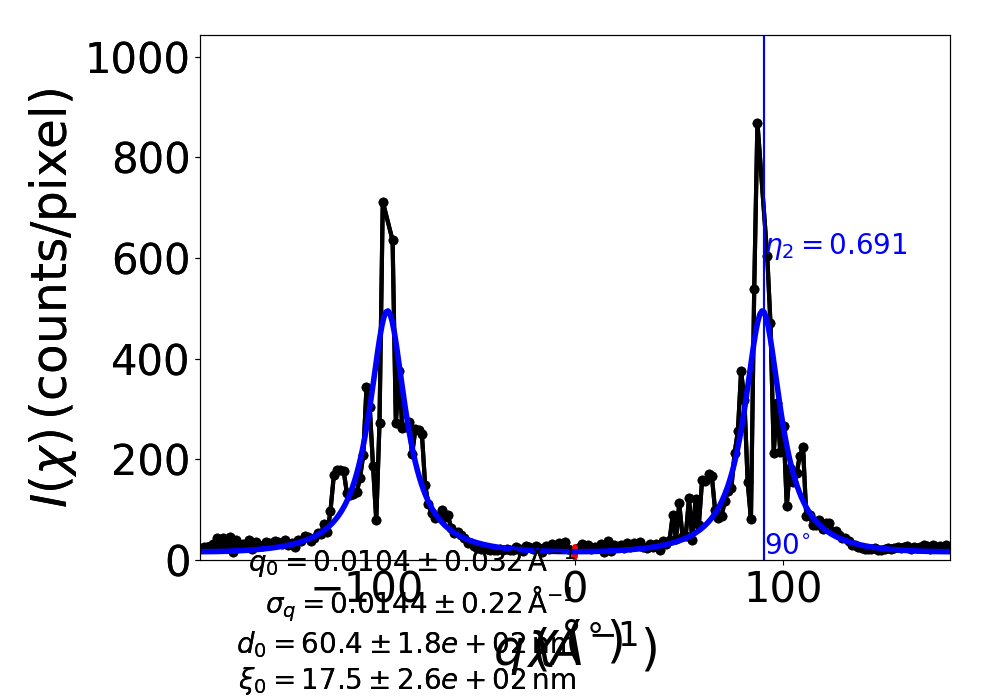 1000
800
600
400
200
0
I(χ) (counts/pixel)
η₂ = 0.691
90°
−100
0
100
q₀ = 0.0104 ± 0.032 Å⁻¹
σ_q = 0.0144 ± 0.22 Å⁻¹
d₀ = 60.4 ± 1.8e + 02 nm
ξ₀ = 17.5 ± 2.6e + 02 nm